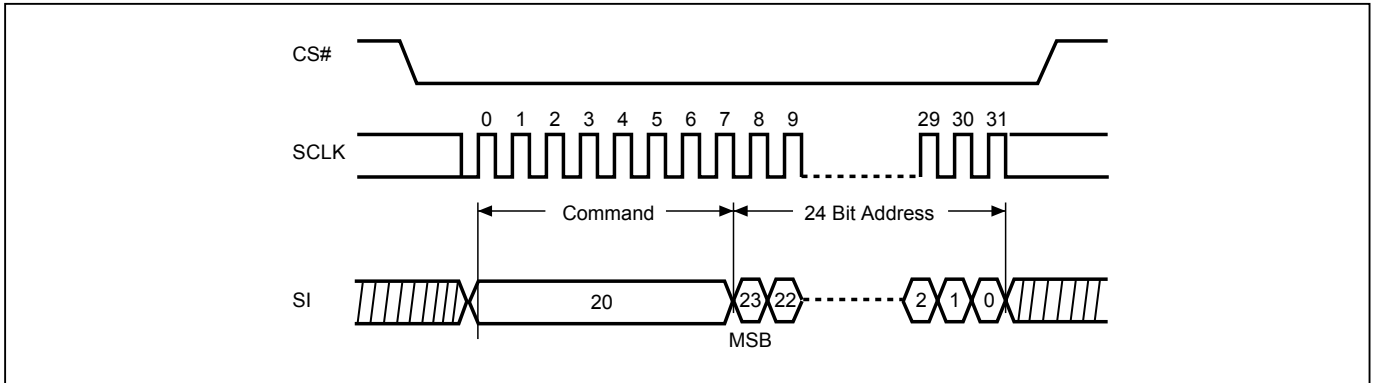 CS#
0 1 2 3 4 5 6 7 8 9 29 30 31
SCLK
Command 24 Bit Address
SI 20 23 22 2 1 0
MSB